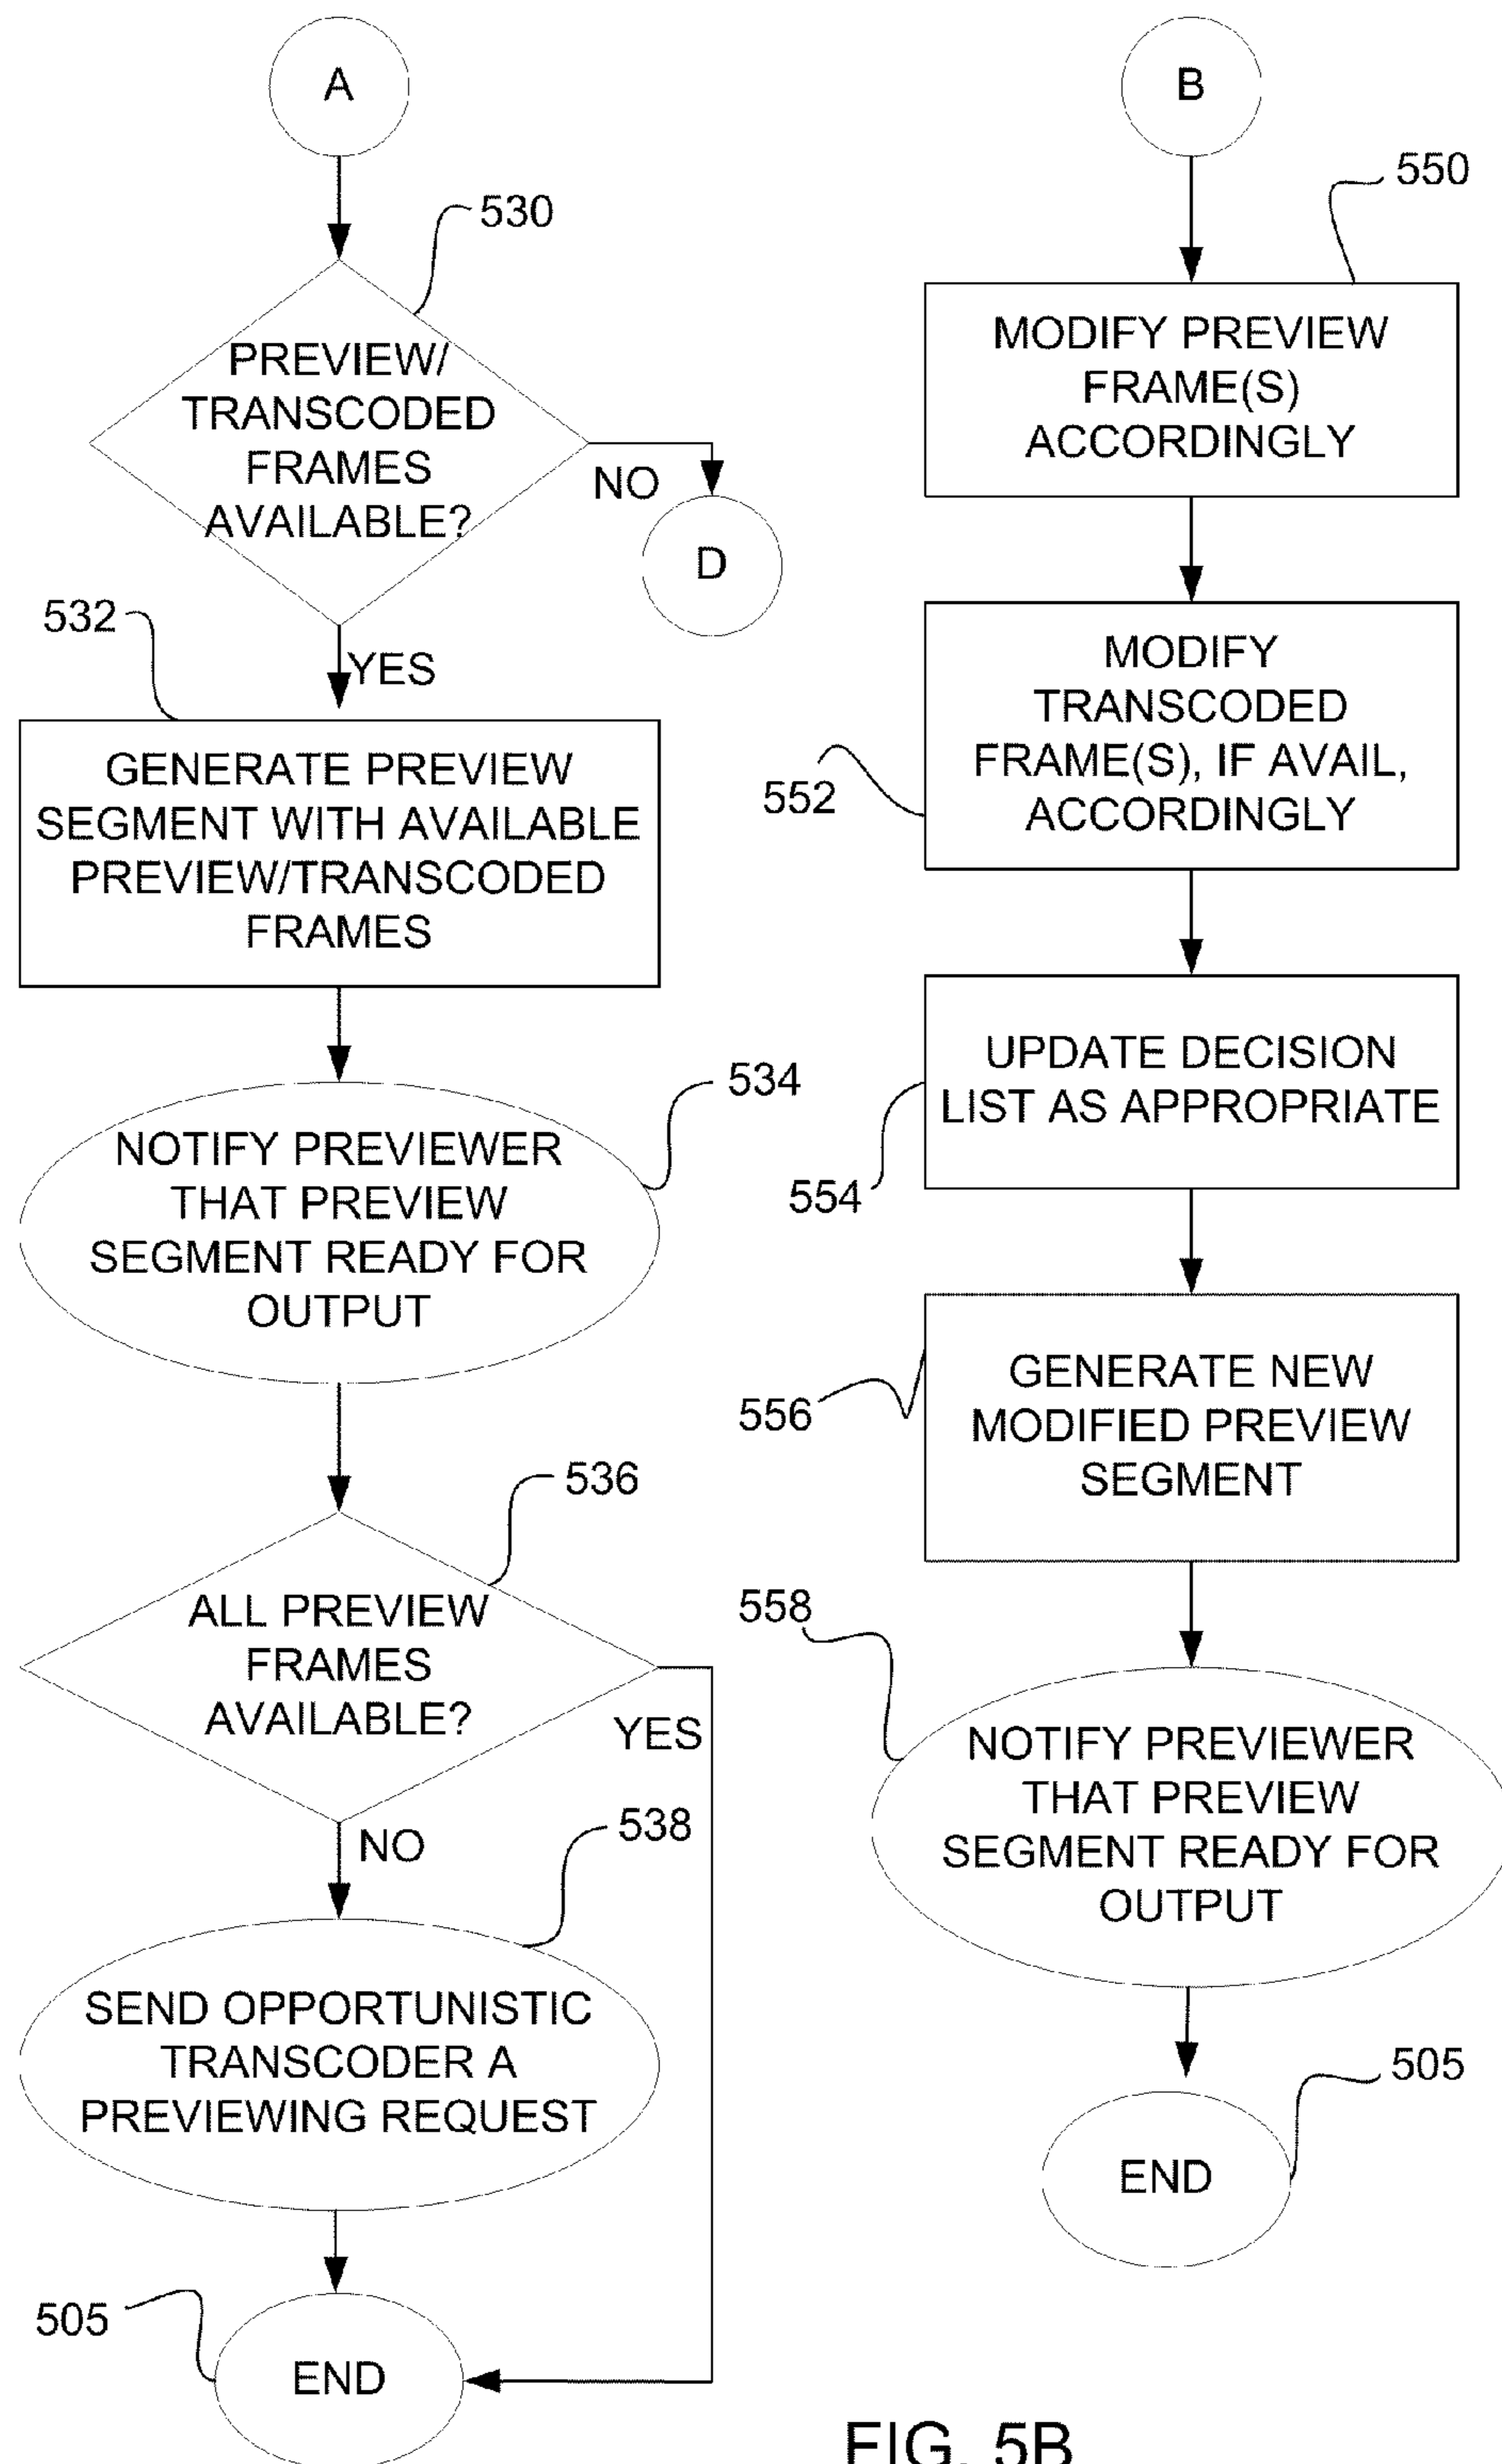 A
530
PREVIEW/
TRANSCODED
FRAMES
AVAILABLE?
NO
D
YES
532
GENERATE PREVIEW
SEGMENT WITH AVAILABLE
PREVIEW/TRANSCODED
FRAMES
534
NOTIFY PREVIEWER
THAT PREVIEW
SEGMENT READY FOR
OUTPUT
536
ALL PREVIEW
FRAMES
AVAILABLE?
YES
NO
538
SEND OPPORTUNISTIC
TRANSCODER A
PREVIEWING REQUEST
505
END
B
550
MODIFY PREVIEW
FRAME(S)
ACCORDINGLY
552
MODIFY
TRANSCODED
FRAME(S), IF AVAIL,
ACCORDINGLY
554
UPDATE DECISION
LIST AS APPROPRIATE
556
GENERATE NEW
MODIFIED PREVIEW
SEGMENT
558
NOTIFY PREVIEWER
THAT PREVIEW
SEGMENT READY FOR
OUTPUT
505
END
FIG. 5B